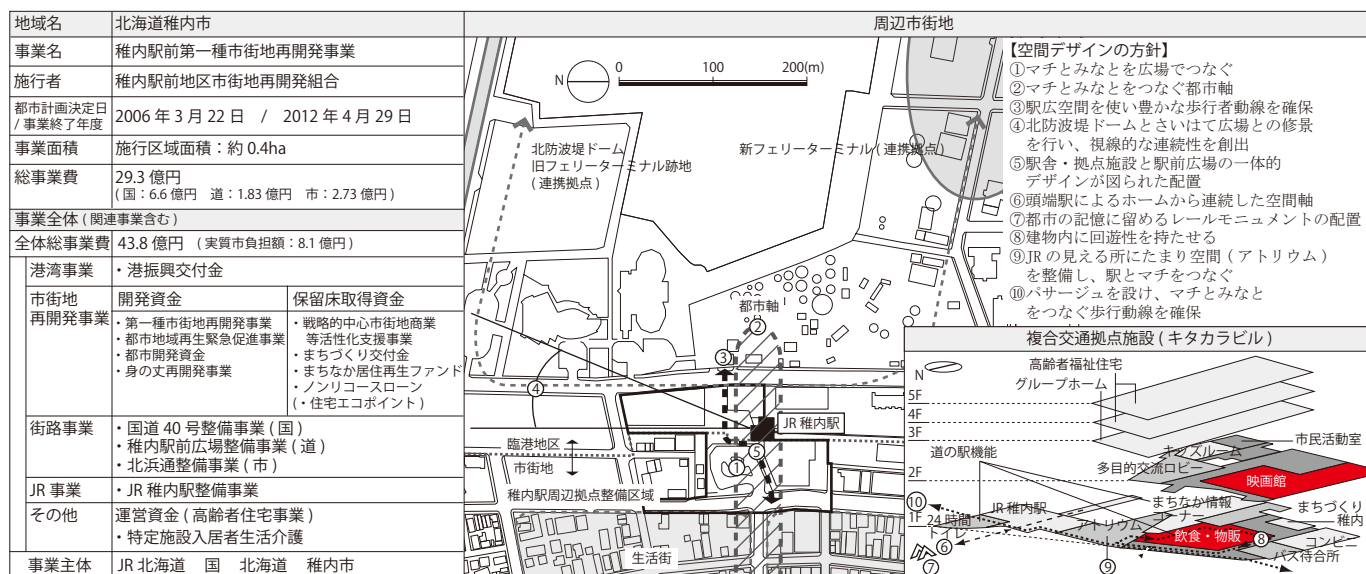 地域名 北海道稚内市
事業名 稚内駅前第一種市街地再開発事業
施行者 稚内駅前地区市街地再開発組合
都市計画決定日
/ 事業終了年度 2006 年 3 月 22 日 / 2012 年 4 月 29 日
事業面積 施行区域面積：約 0.4ha
総事業費 29.3 億円
( 国：6.6 億円 道：1.83 億円 市：2.73 億円 )
事業全体 ( 関連事業含む )
全体総事業費 43.8 億円 ( 実質市負担額：8.1 億円 )
港湾事業 ・港振興交付金
市街地
再開発事業
開発資金
・第一種市街地再開発事業
・都市地域再生緊急促進事業
・都市開発資金
・身の丈再開発事業
保留床取得資金
・戦略的中心市街地商業
等活性化支援事業
・まちづくり交付金
・まちなか居住再生ファンド
・ノンリコースローン
(・住宅エコポイント )
街路事業 ・国道 40 号整備事業 ( 国 )
・稚内駅前広場整備事業 ( 道 )
・北浜通整備事業 ( 市 )
JR 事業 ・JR 稚内駅整備事業
その他 運営資金 ( 高齢者住宅事業 )
・特定施設入居者生活介護
事業主体 JR 北海道 国 北海道 稚内市
周辺市街地
N
0 100 200(m)
北防波堤ドーム
旧フェリーターミナル跡地
( 連携拠点 )
新フェリーターミナル ( 連携拠点 )
都市軸
②
③
④
JR 稚内駅
臨港地区
市街地
①
⑤
稚内駅周辺拠点整備区域
生活街
【空間デザインの方針】
①マチとみなとを広場でつなぐ
②マチとみなとをつなぐ都市軸
③駅広空間を使い豊かな歩行者動線を確保
④北防波堤ドームとさいはて広場との修景
を行い、視線的な連続性を創出
⑤駅舎・拠点施設と駅前広場の一体的
デザインが図られた配置
⑥頭端駅によるホームから連続した空間軸
⑦都市の記憶に留めるレールモニュメントの配置
⑧建物内に回遊性を持たせる
⑨JR の見える所にたまり空間 ( アトリウム )
を整備し、駅とマチをつなぐ
⑩パサージュを設け、マチとみなと
をつなぐ歩行動線を確保
複合交通拠点施設 ( キタカラビル )
N
高齢者福祉住宅
グループホーム
5F
4F
3F
2F
1F
道の駅機能
キッズルーム
市民活動室
多目的交流ロビー
映画館
⑩
JR 稚内駅
まちなか情報
コーナー
まちづくり
稚内
24 時間
トイレ
アトリウム
飲食・物販
⑧
コンビニ
バス待合所
⑥
⑦
⑨